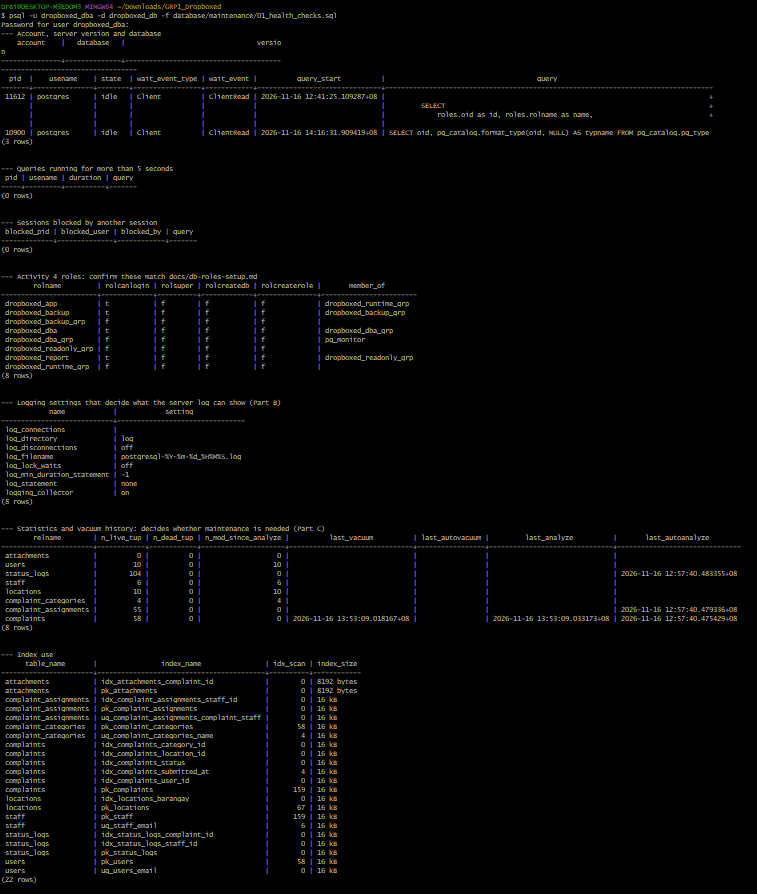 Drei@DESKTOP-M3EDOM3 MINGW64 ~/Downloads/GRP1_Dropboxed
$ psql -U dropboxed_dba -d dropboxed_db -f database/maintenance/01_health_checks.sql
Password for user dropboxed_dba:
--- Account, server version and database
account | database | versio
n
pid | usename | state | wait_event_type | wait_event | query_start | query
11612 | postgres | idle | Client | ClientRead | 2026-11-16 12:41:25.109287+08 | +
| | | | | | SELECT +
| | | | | | roles.oid as id, roles.rolname as name, +
| | | | | |
10900 | postgres | idle | Client | ClientRead | 2026-11-16 14:16:31.909419+08 | SELECT oid, pg_catalog.format_type(oid, NULL) AS typname FROM pg_catalog.pg_type
(3 rows)
--- Queries running for more than 5 seconds
pid | usename | duration | query
-----+---------+----------+-------
(0 rows)
--- Sessions blocked by another session
blocked_pid | blocked_user | blocked_by | query
-------------+--------------+------------+-------
(0 rows)
--- Activity 4 roles: confirm these match docs/db-roles-setup.md
rolname | rolcanlogin | rolsuper | rolcreatedb | rolcreaterole | member_of
dropboxed_app | t | f | f | f | dropboxed_runtime_grp
dropboxed_backup | t | f | f | f | dropboxed_backup_grp
dropboxed_backup_grp | f | f | f | f |
dropboxed_dba | t | f | f | f | dropboxed_dba_grp
dropboxed_dba_grp | f | f | f | f | pg_monitor
dropboxed_readonly_grp | f | f | f | f |
dropboxed_report | t | f | f | f | dropboxed_readonly_grp
dropboxed_runtime_grp | f | f | f | f |
(8 rows)
--- Logging settings that decide what the server log can show (Part B)
name | setting
log_connections |
log_directory | log
log_disconnections | off
log_filename | postgresql-%Y-%m-%d_%H%M%S.log
log_lock_waits | off
log_min_duration_statement | -1
log_statement | none
logging_collector | on
(8 rows)
--- Statistics and vacuum history: decides whether maintenance is needed (Part C)
relname | n_live_tup | n_dead_tup | n_mod_since_analyze | last_vacuum | last_autovacuum | last_analyze | last_autoanalyze
attachments | 0 | 0 | 0 | | | |
users | 10 | 0 | 10 | | | |
status_logs | 104 | 0 | 0 | | | | 2026-11-16 12:57:40.483355+08
staff | 6 | 0 | 6 | | | |
locations | 10 | 0 | 10 | | | |
complaint_categories | 4 | 0 | 4 | | | |
complaint_assignments | 55 | 0 | 0 | | | | 2026-11-16 12:57:40.479336+08
complaints | 58 | 0 | 0 | 2026-11-16 13:53:09.018167+08 | | 2026-11-16 13:53:09.033173+08 | 2026-11-16 12:57:40.475429+08
(8 rows)
--- Index use
table_name | index_name | idx_scan | index_size
attachments | idx_attachments_complaint_id | 0 | 8192 bytes
attachments | pk_attachments | 0 | 8192 bytes
complaint_assignments | idx_complaint_assignments_staff_id | 0 | 16 kB
complaint_assignments | pk_complaint_assignments | 0 | 16 kB
complaint_assignments | uq_complaint_assignments_complaint_staff | 0 | 16 kB
complaint_categories | pk_complaint_categories | 58 | 16 kB
complaint_categories | uq_complaint_categories_name | 4 | 16 kB
complaints | idx_complaints_category_id | 0 | 16 kB
complaints | idx_complaints_location_id | 0 | 16 kB
complaints | idx_complaints_status | 0 | 16 kB
complaints | idx_complaints_submitted_at | 4 | 16 kB
complaints | idx_complaints_user_id | 0 | 16 kB
complaints | pk_complaints | 159 | 16 kB
locations | idx_locations_barangay | 0 | 16 kB
locations | pk_locations | 67 | 16 kB
staff | pk_staff | 159 | 16 kB
staff | uq_staff_email | 6 | 16 kB
status_logs | idx_status_logs_complaint_id | 0 | 16 kB
status_logs | idx_status_logs_staff_id | 0 | 16 kB
status_logs | pk_status_logs | 0 | 16 kB
users | pk_users | 58 | 16 kB
users | uq_users_email | 0 | 16 kB
(22 rows)